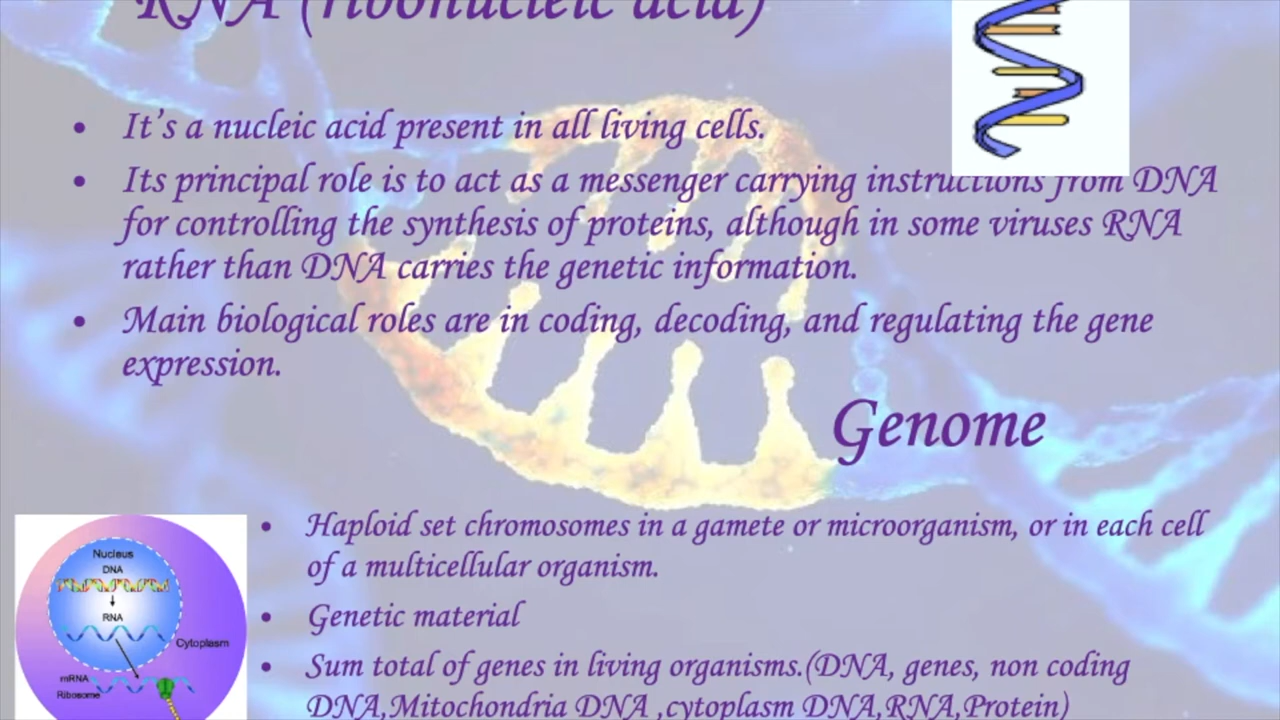 RNA (ribonucleic acid)
• It's a nucleic acid present in all living cells.
• Its principal role is to act as a messenger carrying instructions from DNA
for controlling the synthesis of proteins, although in some viruses RNA
rather than DNA carries the genetic information.
• Main biological roles are in coding, decoding, and regulating the gene
expression.
Genome
• Haploid set chromosomes in a gamete or microorganism, or in each cell
of a multicellular organism.
• Genetic material
• Sum total of genes in living organisms.(DNA, genes, non coding
DNA,Mitochondria DNA ,cytoplasm DNA,RNA,Protein)
Nucleus
DNA
RNA
Cytoplasm
mRNA
Ribosome